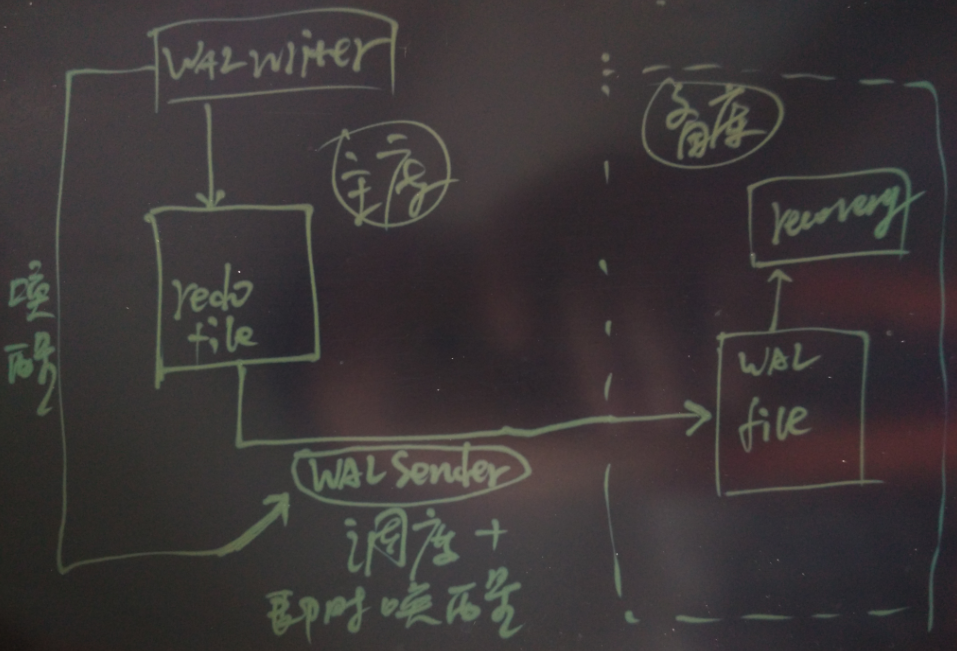 WAL Writer
主库
备库
recovery
唤
醒
redo
file
WAL
file
WAL Sender
调度 +
即时唤醒